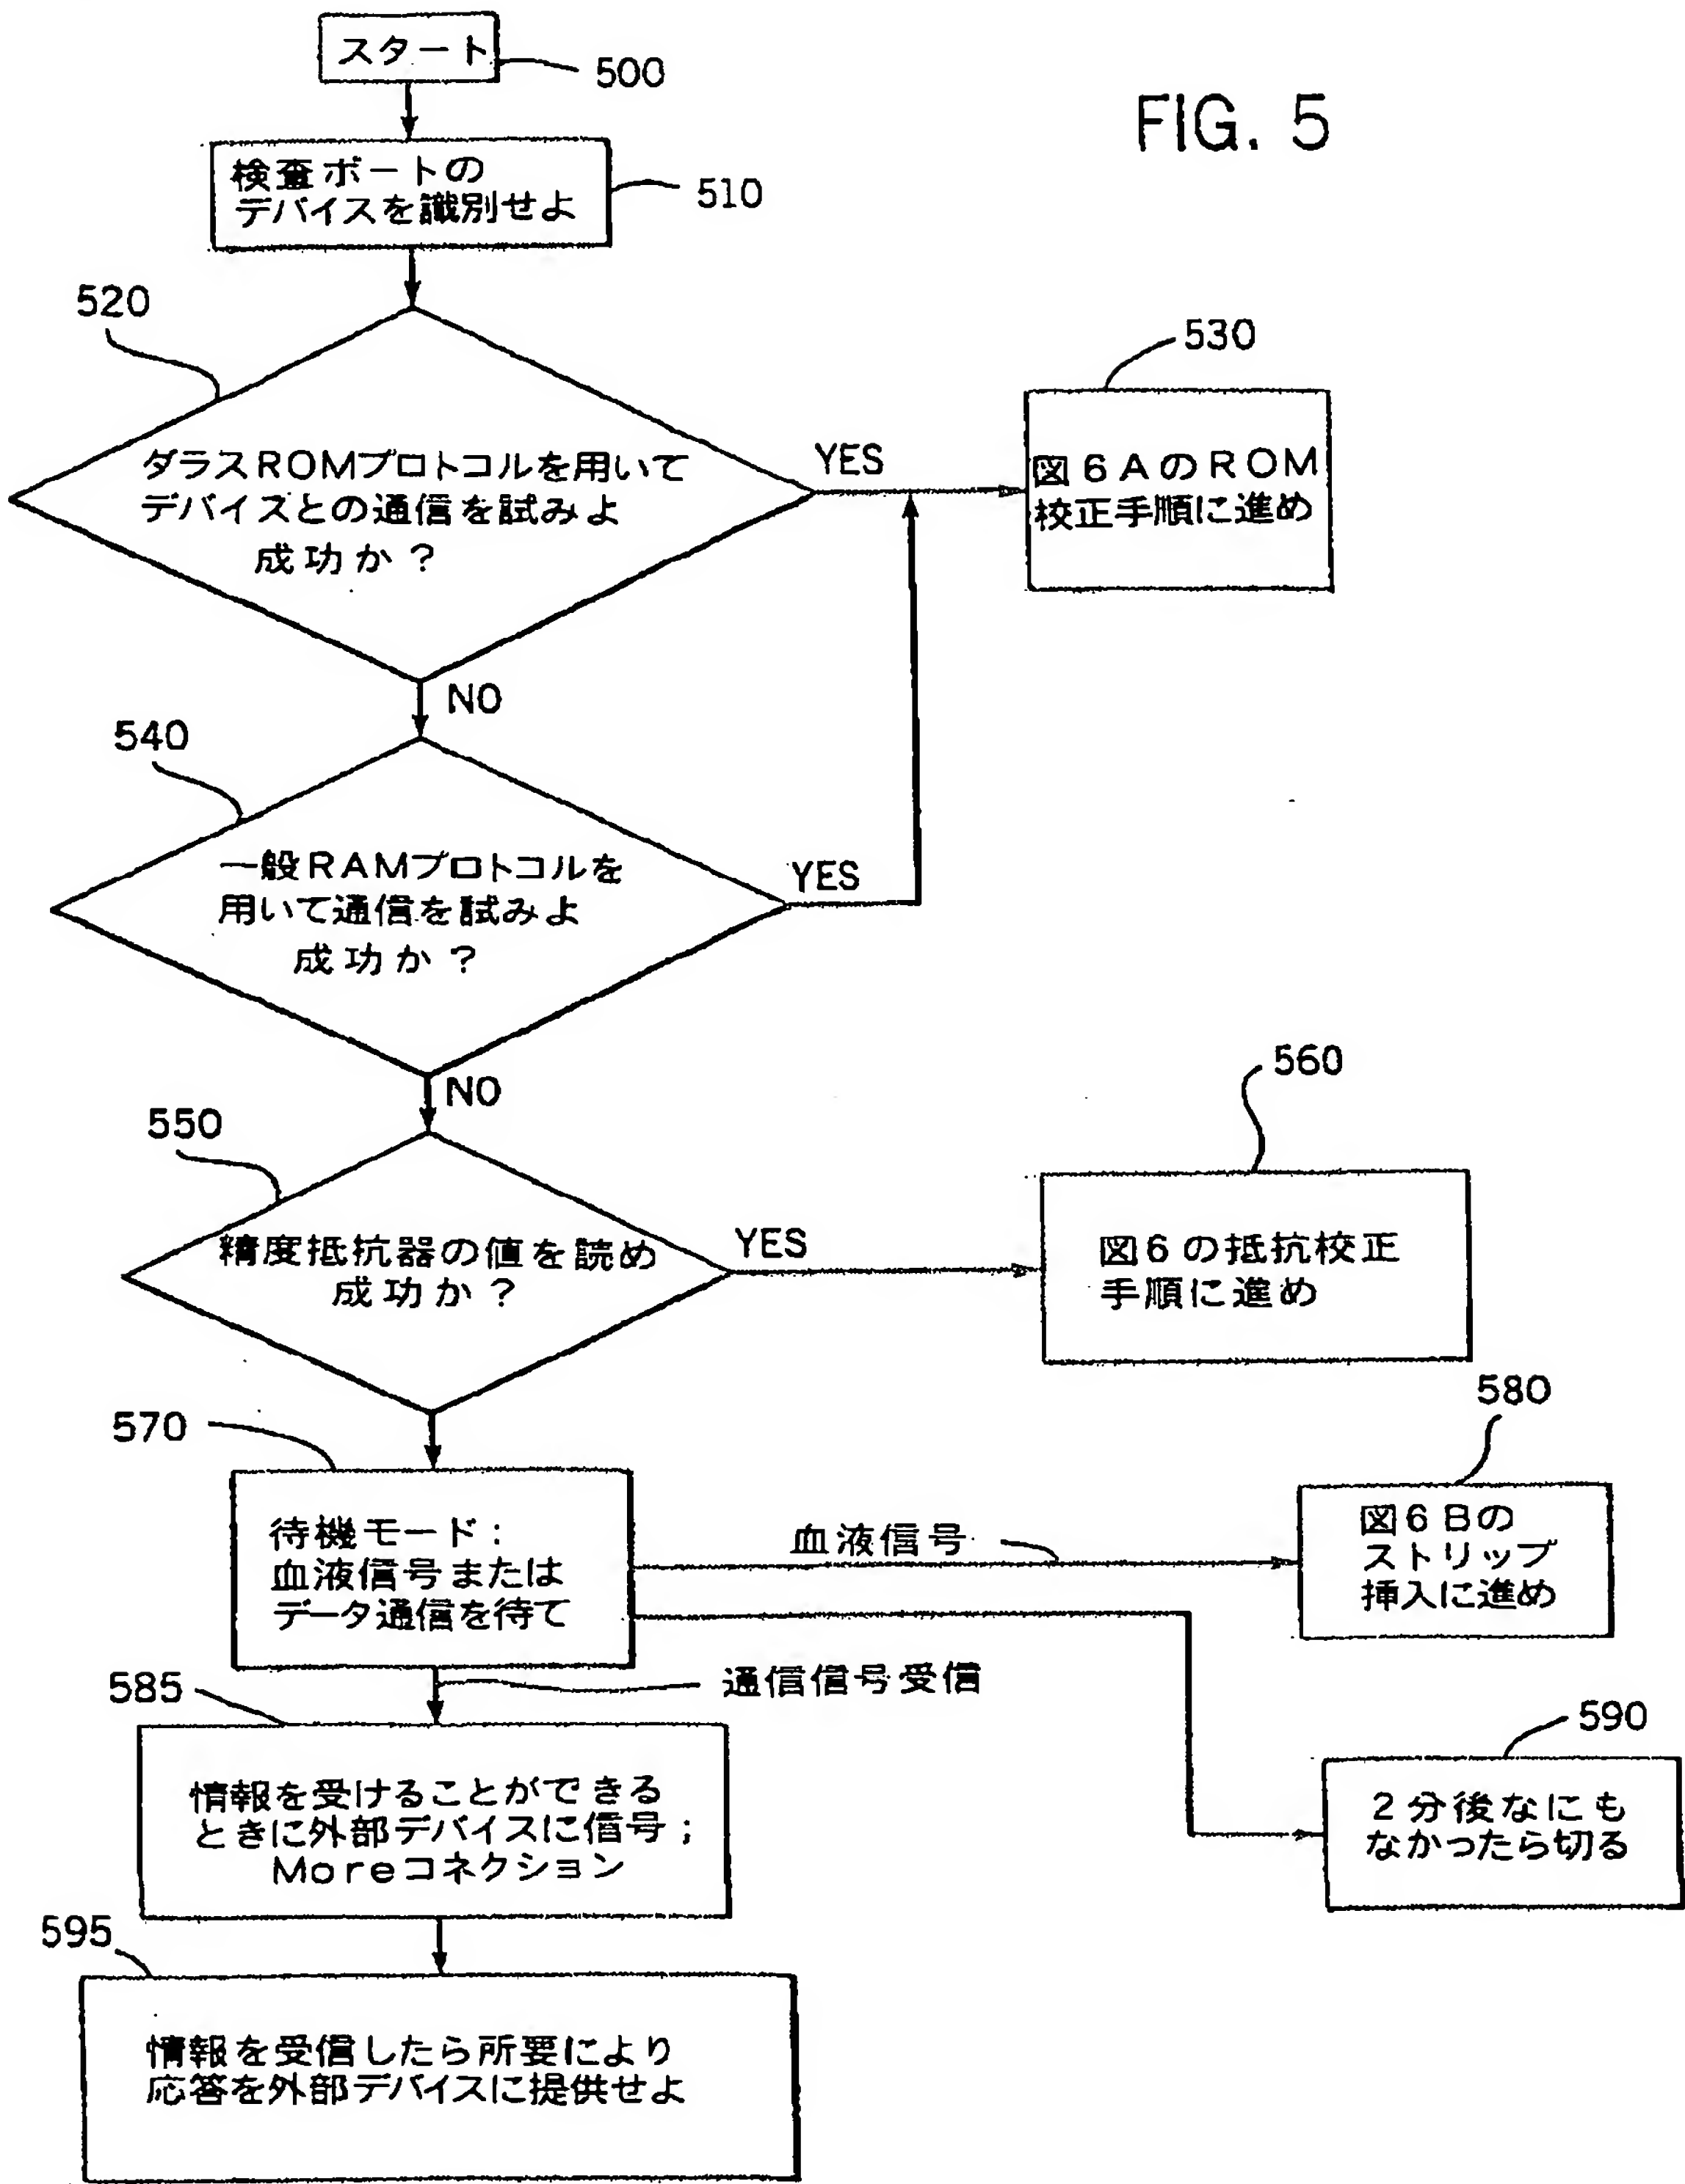 スタート
500
FIG. 5
検査ポートの
デバイスを識別せよ
510
520
530
ダラスROMプロトコルを用いて
デバイスとの通信を試みよ
成功か？
YES
図6AのROM
校正手順に進め
NO
540
一般RAMプロトコルを
用いて通信を試みよ
成功か？
YES
NO
550
560
精度抵抗器の値を読め
成功か？
YES
図6の抵抗校正
手順に進め
570
580
待機モード：
血液信号または
データ通信を待て
血液信号
図6Bの
ストリップ
挿入に進め
通信信号受信
585
590
情報を受けることができる
ときに外部デバイスに信号；
Moreコネクション
2分後なにも
なかったら切る
595
情報を受信したら所要により
応答を外部デバイスに提供せよ